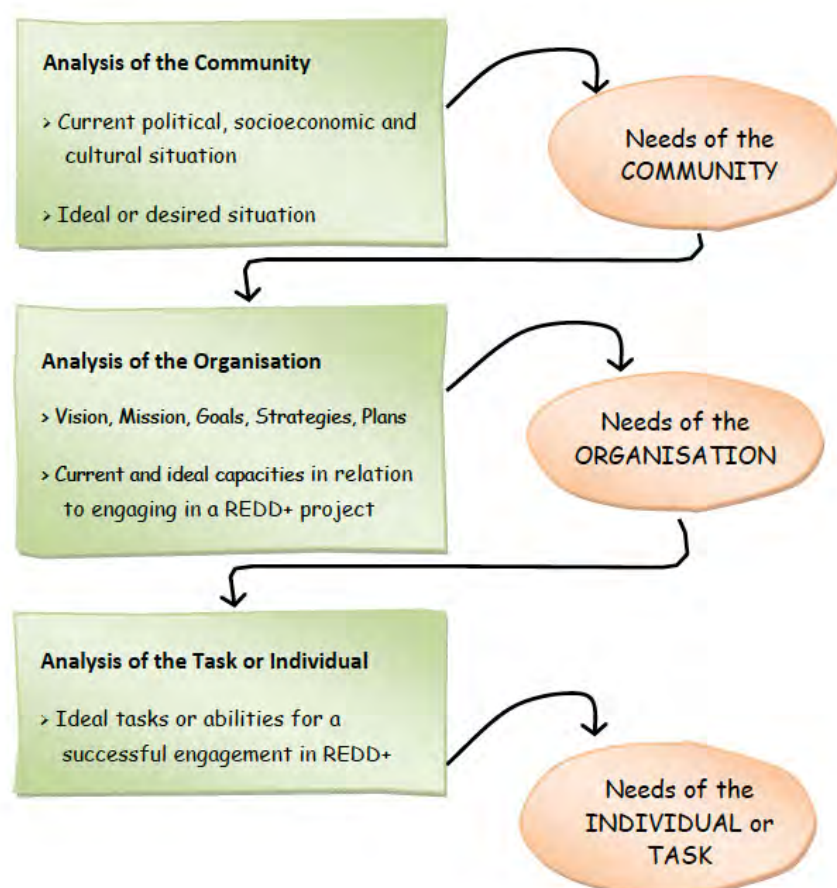 Analysis of the Community
> Current political, socioeconomic and
cultural situation
> Ideal or desired situation
Needs of the
COMMUNITY
Analysis of the Organisation
> Vision, Mission, Goals, Strategies, Plans
> Current and ideal capacities in relation
to engaging in a REDD+ project
Needs of the
ORGANISATION
Analysis of the Task or Individual
> Ideal tasks or abilities for a
successful engagement in REDD+
Needs of the
INDIVIDUAL or
TASK